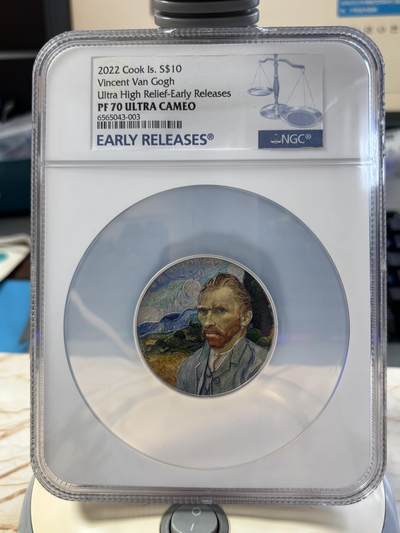 2022 Cook Is. S$10
Vincent Van Gogh
Ultra High Relief-Early Releases
PF 70 ULTRA CAMEO
6565043-003
EARLY RELEASES®
NGC®